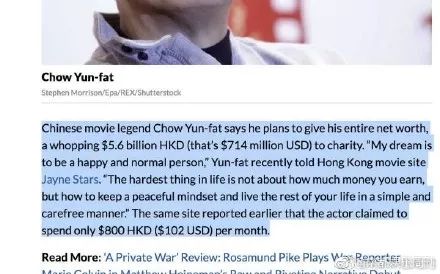 Chow Yun-fat
Stephen Morrison/Epa/REX/Shutterstock
Chinese movie legend Chow Yun-fat says he plans to give his entire net worth,
a whopping $5.6 billion HKD (that's $714 million USD) to charity. "My dream is
to be a happy and normal person," Yun-fat recently told Hong Kong movie site
Jayne Stars. "The hardest thing in life is not about how much money you earn,
but how to keep a peaceful mindset and live the rest of your life in a simple and
carefree manner." The same site reported earlier that the actor claimed to
spend only $800 HKD ($102 USD) per month.
Read More: 'A Private War' Review: Rosamund Pike Plays War Reporter
Marie Colvin in Matthew Heineman's Raw and Riveting Narrative Debut